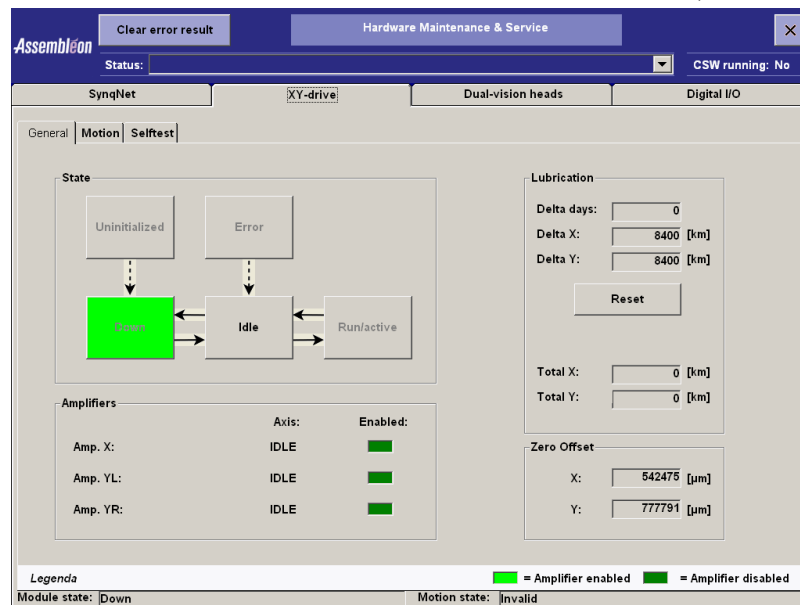 Clear error result
Hardware Maintenance & Service
Assembléon
Status:
CSW running: No
SynqNet XY-drive Dual-vision heads Digital I/O
General Motion Selftest
State
Uninitialized Error
Down Idle Run/active
Lubrication
Delta days: 0
Delta X: 8400 [km]
Delta Y: 8400 [km]
Reset
Total X: 0 [km]
Total Y: 0 [km]
Amplifiers
Axis: Enabled:
Amp. X: IDLE
Amp. YL: IDLE
Amp. YR: IDLE
Zero Offset
X: 542475 [µm]
Y: 777791 [µm]
Legenda = Amplifier enabled = Amplifier disabled
Module state: Down Motion state: Invalid